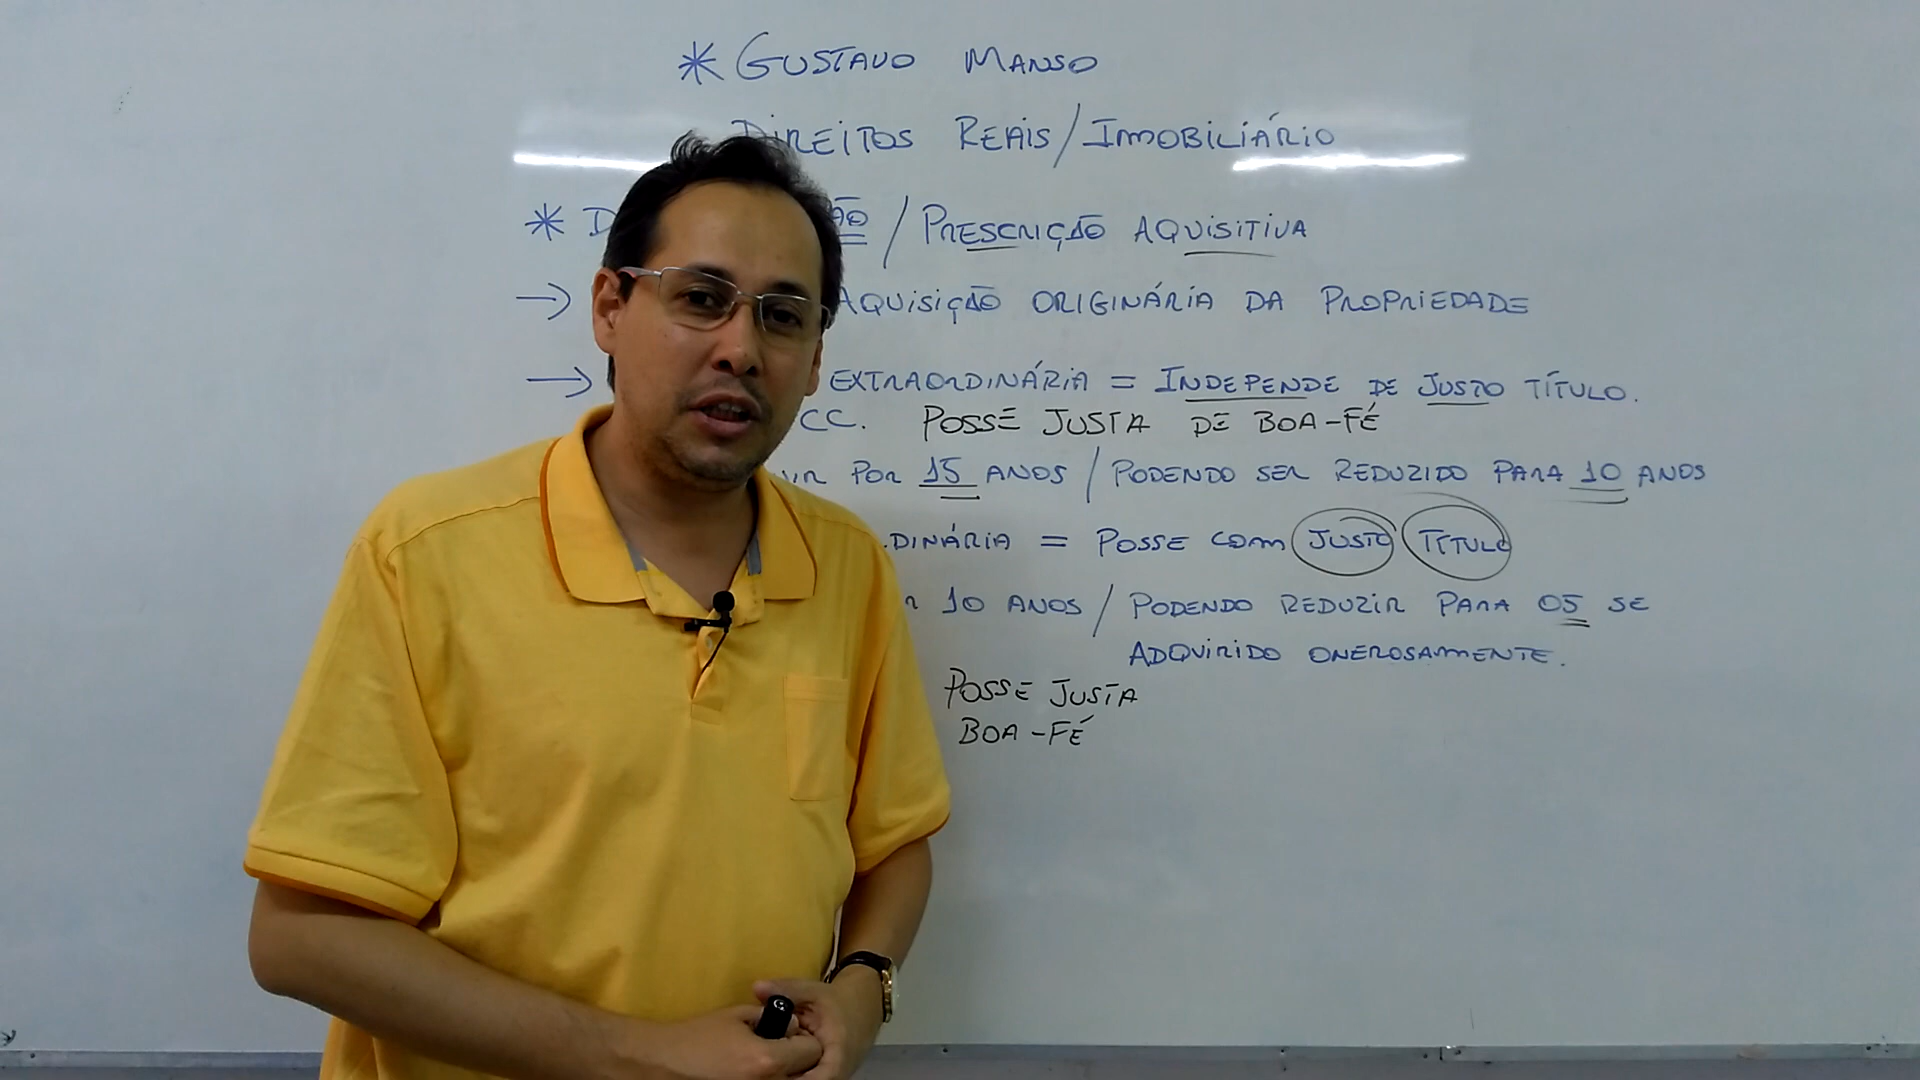 * GUSTAVO MANSO
DIREITOS REAIS / IMOBILIÁRIO
* / PRESCRIÇÃO AQUISITIVA
→ AQUISIÇÃO ORIGINÁRIA DA PROPRIEDADE
→ EXTRAORDINÁRIA = INDEPENDE DE JUSTO TÍTULO.
CC. POSSE JUSTA DE BOA-FÉ
POR 15 ANOS / PODENDO SER REDUZIDO PARA 10 ANOS
DINÁRIA = POSSE COM JUSTO TÍTULO
10 ANOS / PODENDO REDUZIR PARA 05 SE
ADQUIRIDO ONEROSAMENTE.
POSSE JUSTA
BOA-FÉ